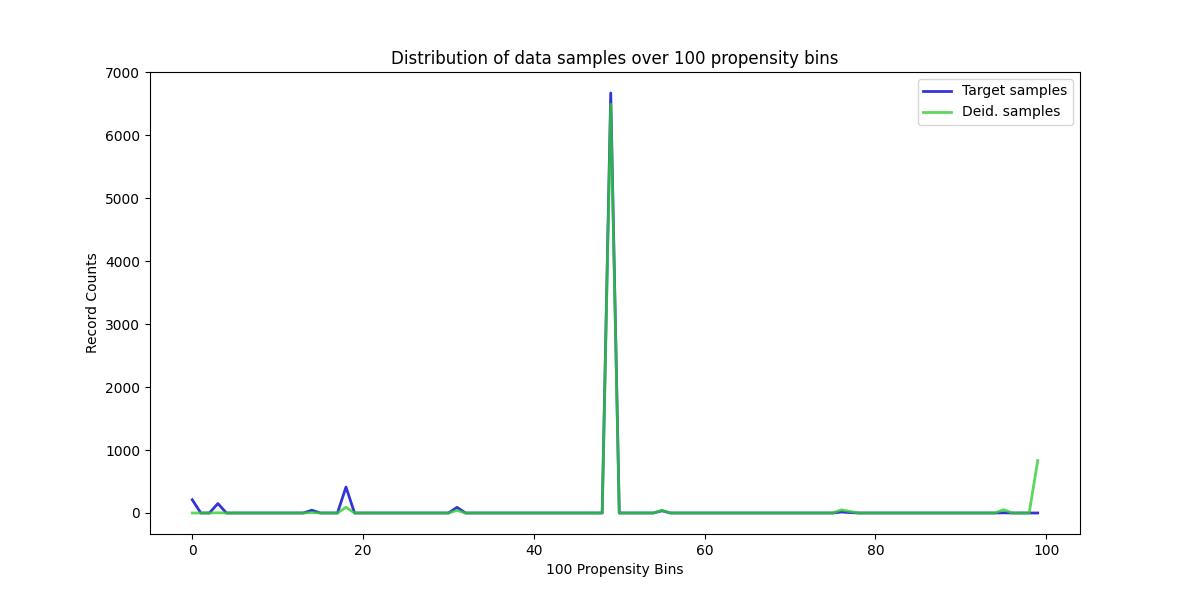 Distribution of data samples over 100 propensity bins
7000
6000
5000
4000
3000
2000
1000
0
Record Counts
Target samples
Deid. samples
0 20 40 60 80 100
100 Propensity Bins